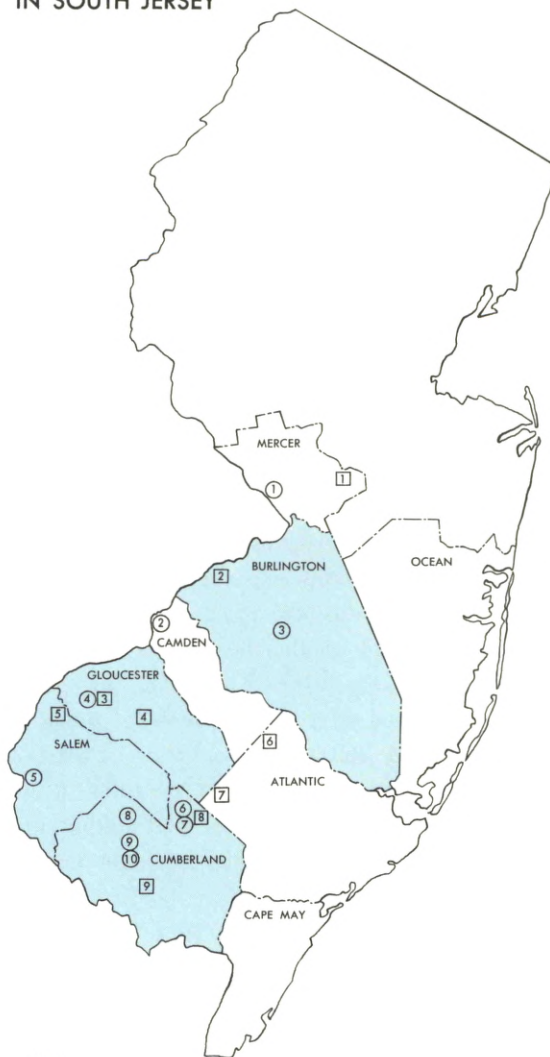 IN SOUTH JERSEY
MERCER
1
1
BURLINGTON
OCEAN
2
3
2
CAMDEN
GLOUCESTER
4
3
5
4
SALEM
6
ATLANTIC
5
7
6
8
8
7
9
10
CUMBERLAND
9
CAPE MAY